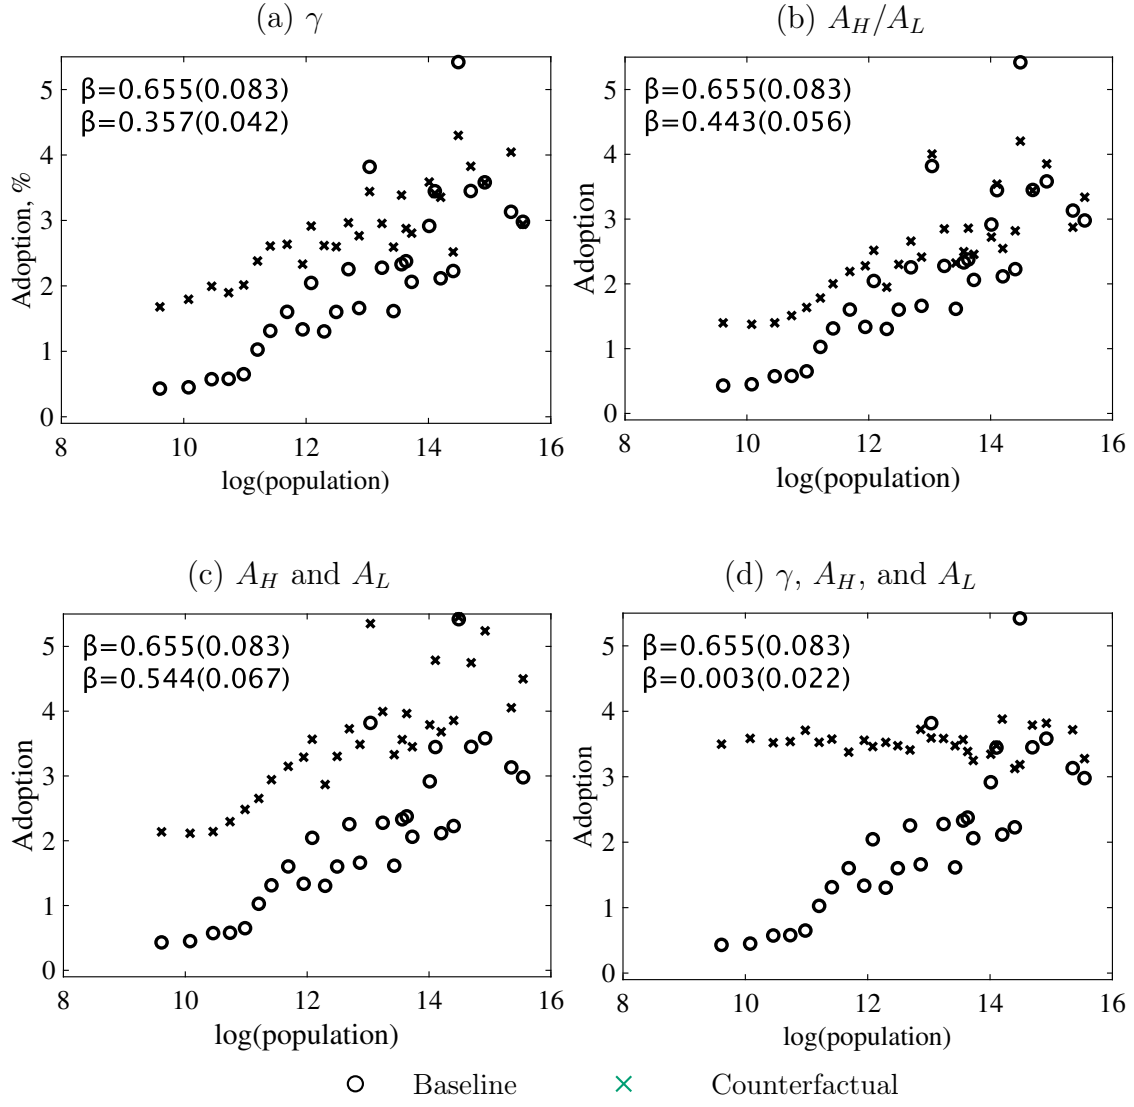 (a) γ
β=0.655(0.083)
β=0.357(0.042)
Adoption, %
5
4
3
2
1
0
8 10 12 14 16
log(population)
(b) A_H/A_L
β=0.655(0.083)
β=0.443(0.056)
Adoption
5
4
3
2
1
0
8 10 12 14 16
log(population)
(c) A_H and A_L
β=0.655(0.083)
β=0.544(0.067)
Adoption
5
4
3
2
1
0
8 10 12 14 16
log(population)
(d) γ, A_H, and A_L
β=0.655(0.083)
β=0.003(0.022)
Adoption
5
4
3
2
1
0
8 10 12 14 16
log(population)
Baseline Counterfactual